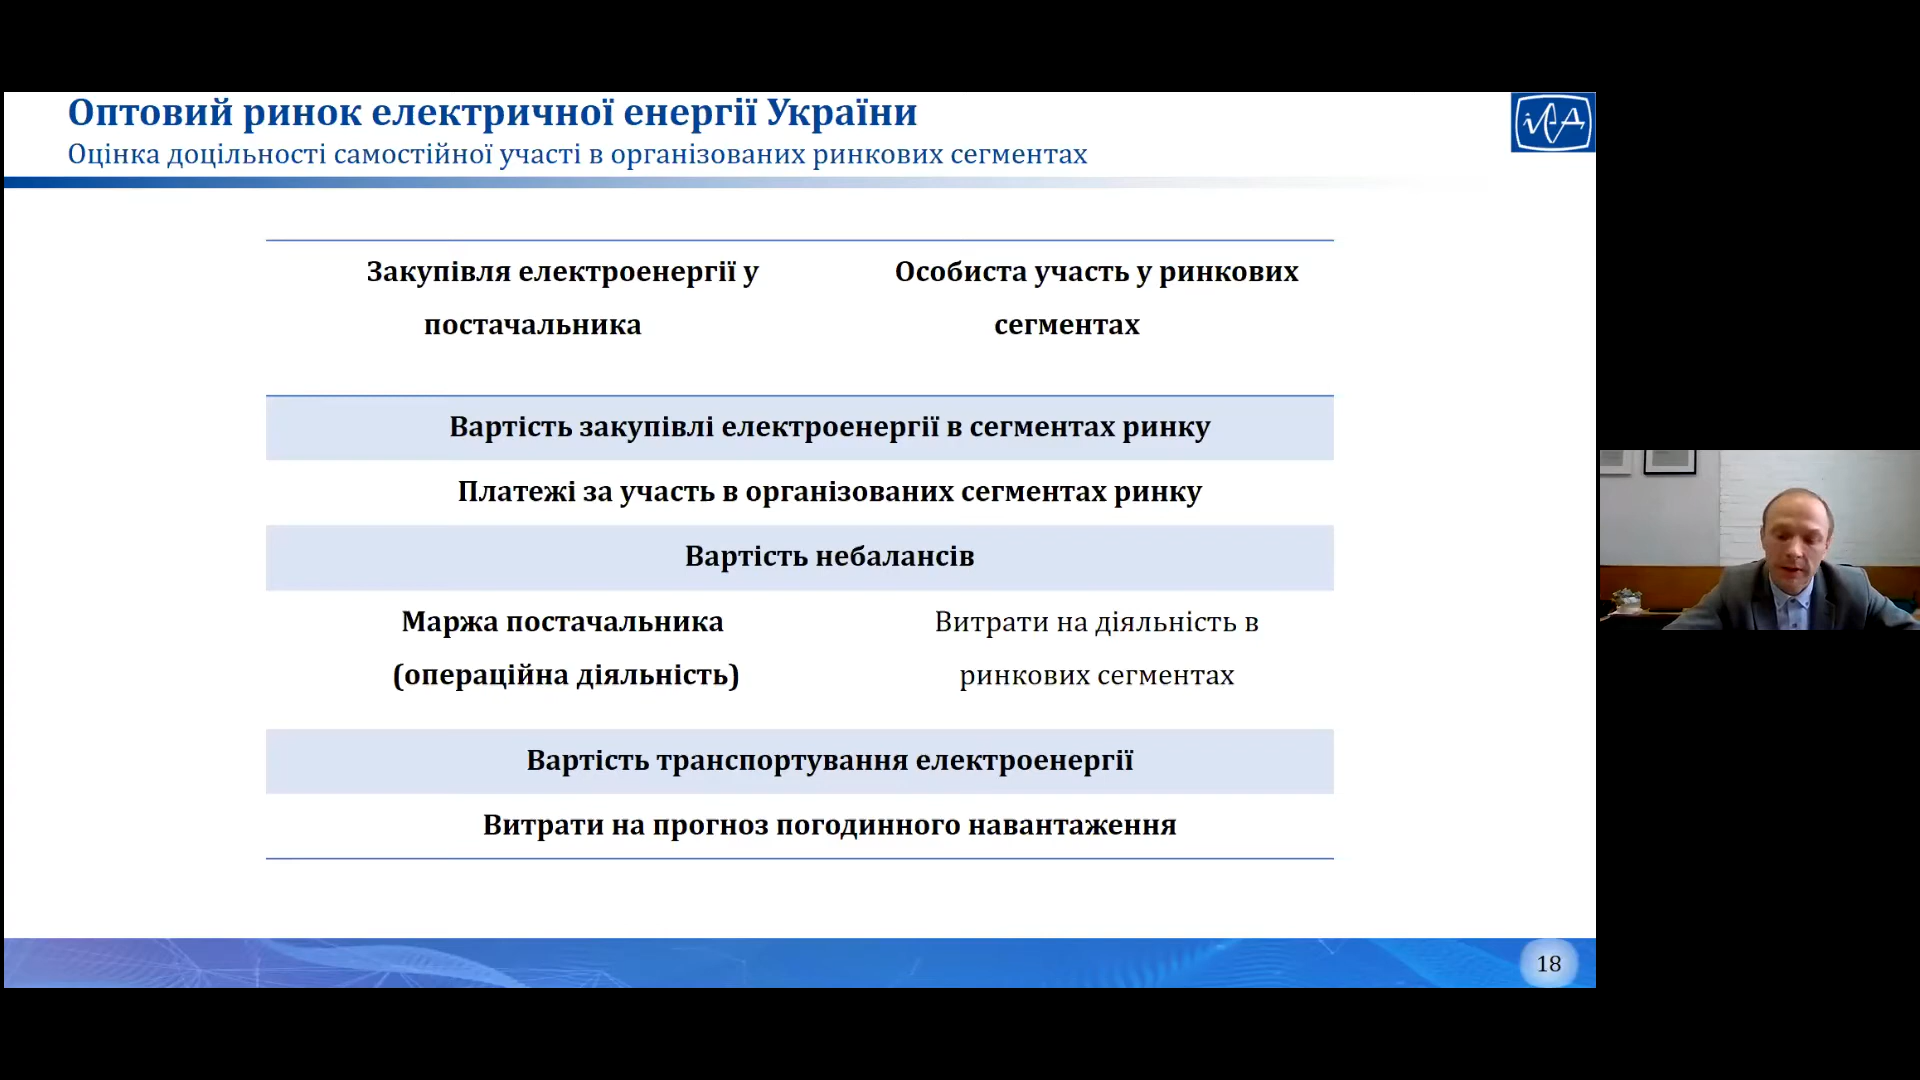 Оптовий ринок електричної енергії України
Оцінка доцільності самостійної участі в організованих ринкових сегментах
Закупівля електроенергії у
постачальника
Особиста участь у ринкових
сегментах
Вартість закупівлі електроенергії в сегментах ринку
Платежі за участь в організованих сегментах ринку
Вартість небалансів
Маржа постачальника
(операційна діяльність)
Витрати на діяльність в
ринкових сегментах
Вартість транспортування електроенергії
Витрати на прогноз погодинного навантаження
18